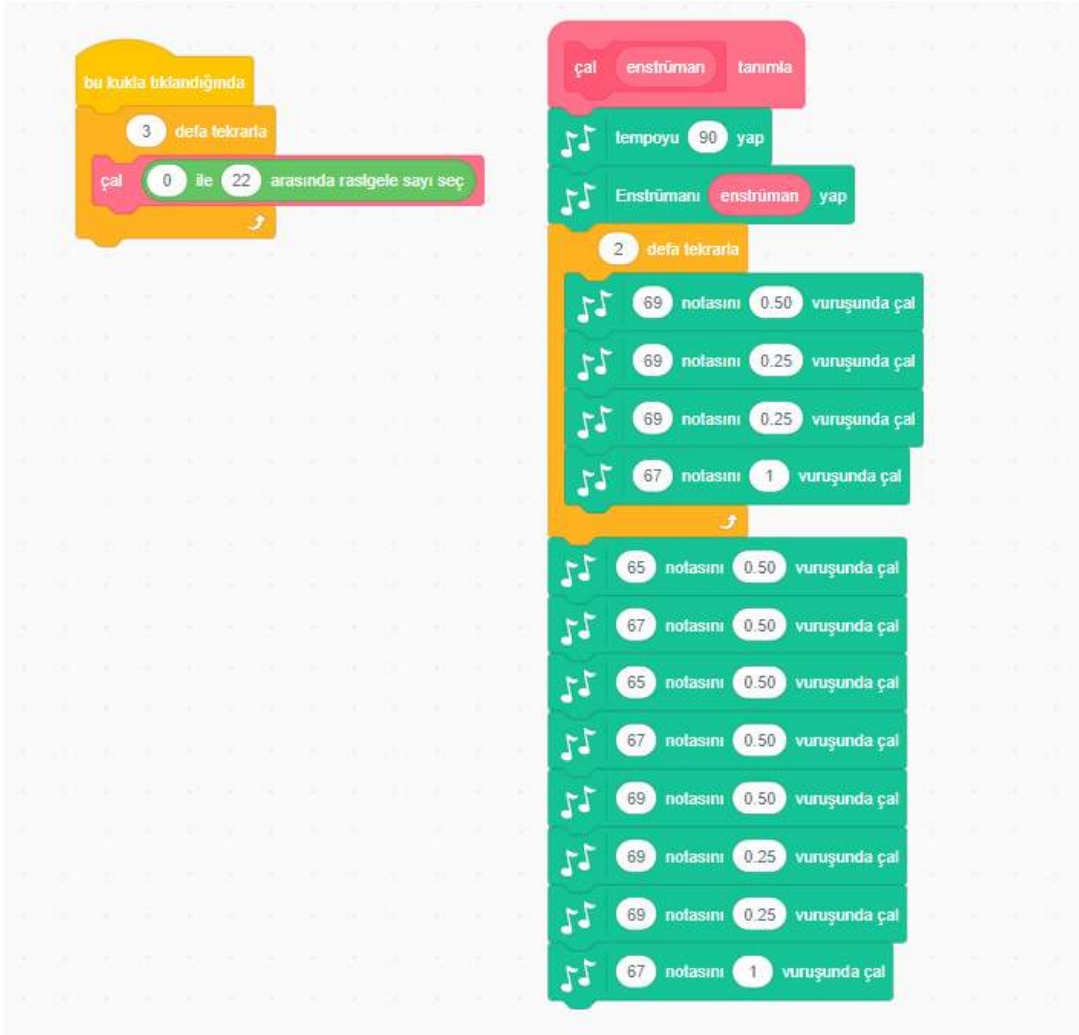 bu kukla tıklandığında
3 defa tekrarla
çal 0 ile 22 arasında rastgele sayı seç
çal enstrüman tanımla
tempoyu 90 yap
Enstrümanı enstrüman yap
2 defa tekrarla
69 notasını 0.50 vuruşunda çal
69 notasını 0.25 vuruşunda çal
69 notasını 0.25 vuruşunda çal
67 notasını 1 vuruşunda çal
65 notasını 0.50 vuruşunda çal
67 notasını 0.50 vuruşunda çal
65 notasını 0.50 vuruşunda çal
67 notasını 0.50 vuruşunda çal
69 notasını 0.50 vuruşunda çal
69 notasını 0.25 vuruşunda çal
69 notasını 0.25 vuruşunda çal
67 notasını 1 vuruşunda çal